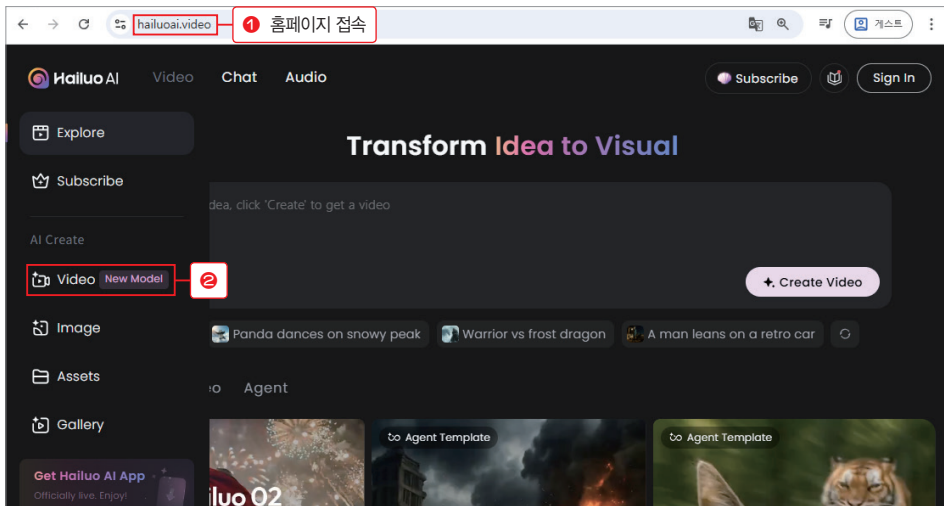 hailuoai.video
1 홈페이지 접속
게스트
Hailuo AI Video Chat Audio
Subscribe
Sign In
Explore
Subscribe
AI Create
Video New Model
2
Image
Assets
Gallery
Get Hailuo AI App
Officially live. Enjoy!
Transform Idea to Visual
dea, click 'Create' to get a video
Create Video
Panda dances on snowy peak
Warrior vs frost dragon
A man leans on a retro car
eo Agent
iluo 02
Agent Template
Agent Template